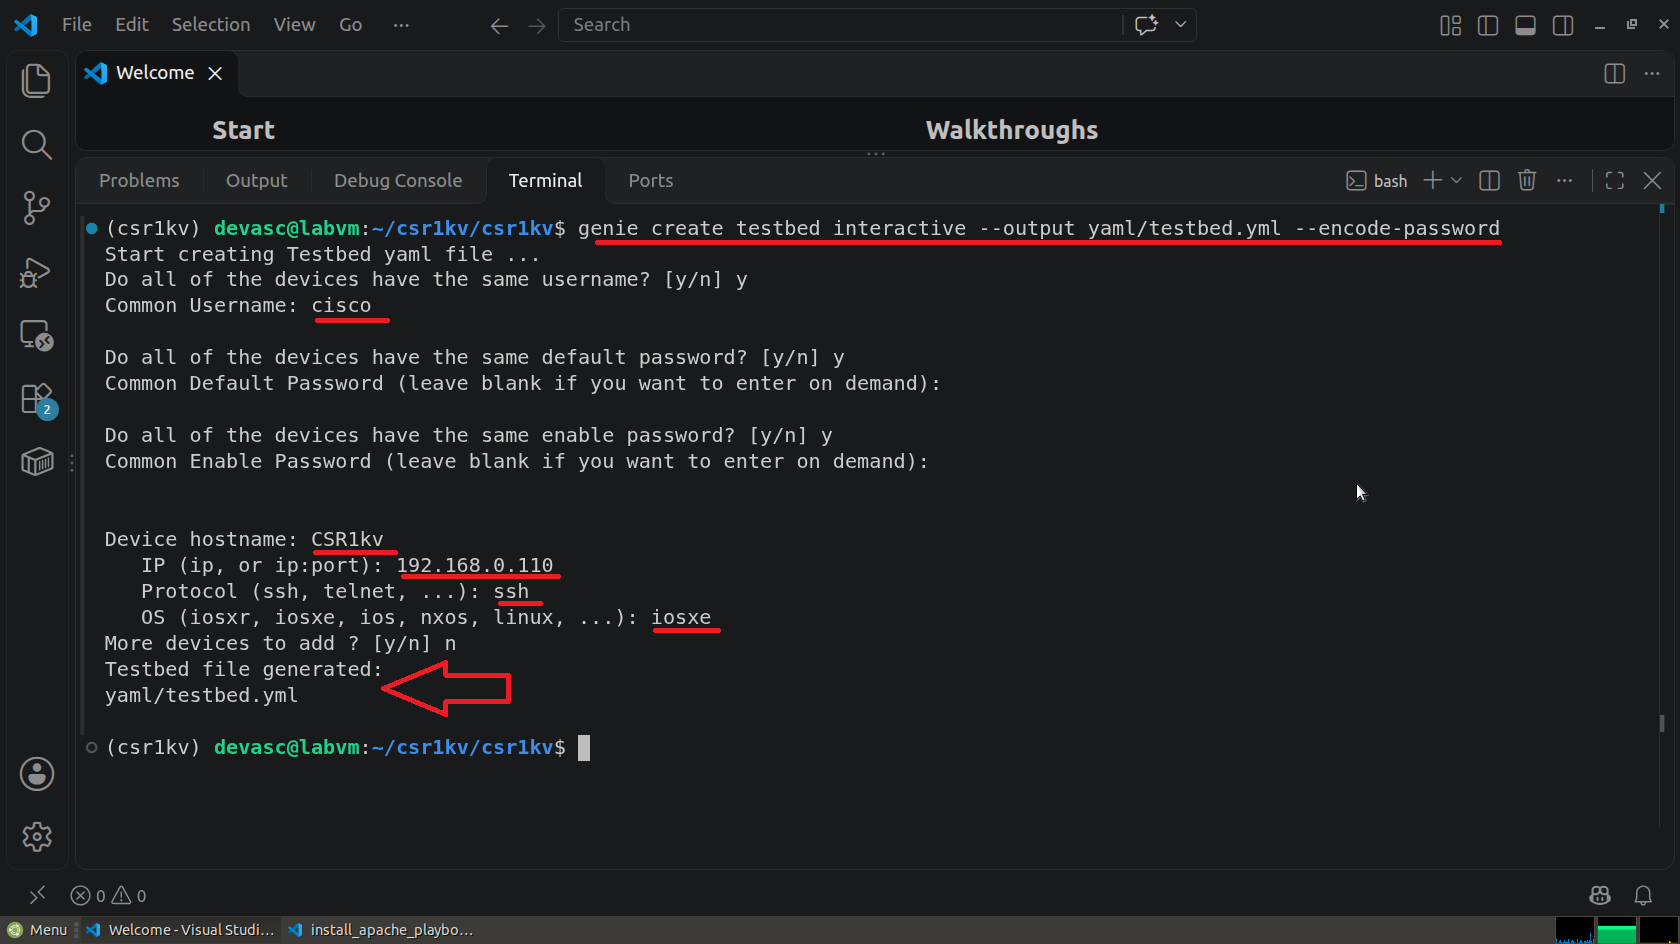 File Edit Selection View Go ... Search
Welcome
Start Walkthroughs
Problems Output Debug Console Terminal Ports bash
(csr1kv) devasc@labvm:~/csr1kv/csr1kv$ genie create testbed interactive --output yaml/testbed.yml --encode-password
Start creating Testbed yaml file ...
Do all of the devices have the same username? [y/n] y
Common Username: cisco
Do all of the devices have the same default password? [y/n] y
Common Default Password (leave blank if you want to enter on demand):
Do all of the devices have the same enable password? [y/n] y
Common Enable Password (leave blank if you want to enter on demand):
Device hostname: CSR1kv
IP (ip, or ip:port): 192.168.0.110
Protocol (ssh, telnet, ...): ssh
OS (iosxr, iosxe, ios, nxos, linux, ...): iosxe
More devices to add ? [y/n] n
Testbed file generated:
yaml/testbed.yml
(csr1kv) devasc@labvm:~/csr1kv/csr1kv$
2
0 0
Menu Welcome - Visual Studi... install_apache_playbo...